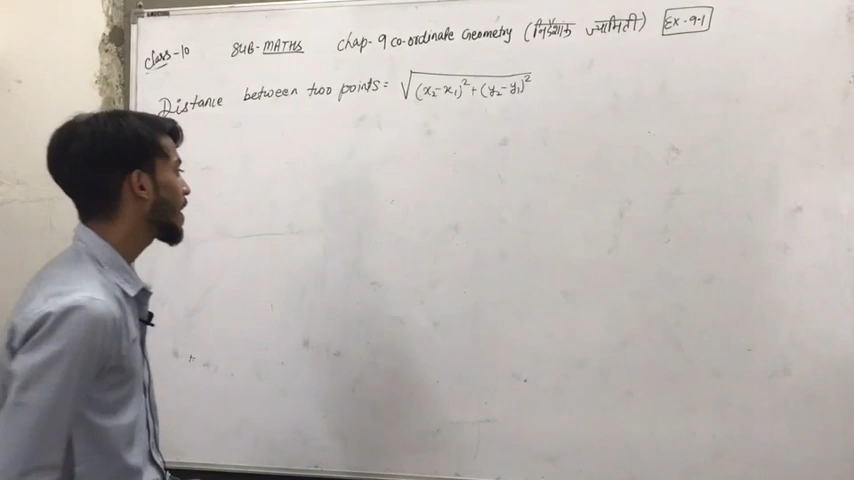 Class-10 SUB-MATHS Chap-9 co-ordinate Geometry (निर्देशांक ज्यामिती) Ex-9.1
Distance between two points = √(x₂-x₁)²+(y₂-y₁)²